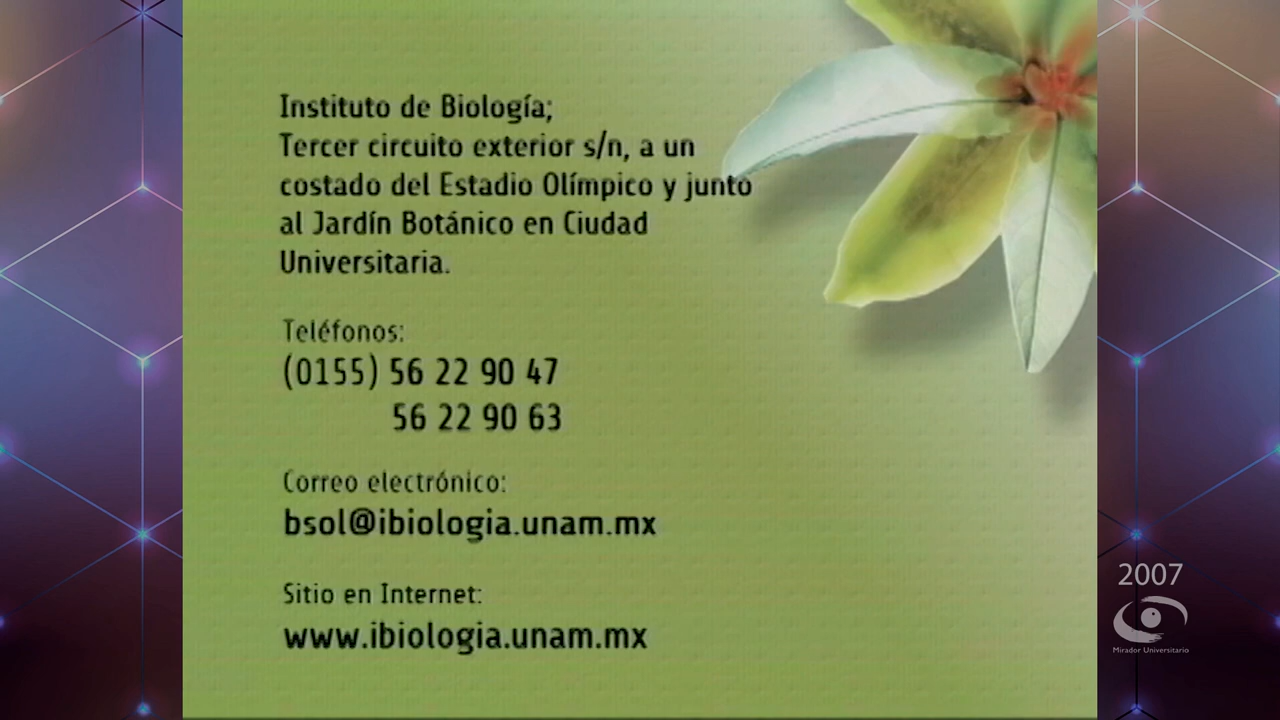 Instituto de Biología;
Tercer circuito exterior s/n, a un
costado del Estadio Olímpico y junto
al Jardín Botánico en Ciudad
Universitaria.
Teléfonos:
(0155) 56 22 90 47
56 22 90 63
Correo electrónico:
bsol@ibiologia.unam.mx
Sitio en Internet:
www.ibiologia.unam.mx
2007
Mirador Universitario